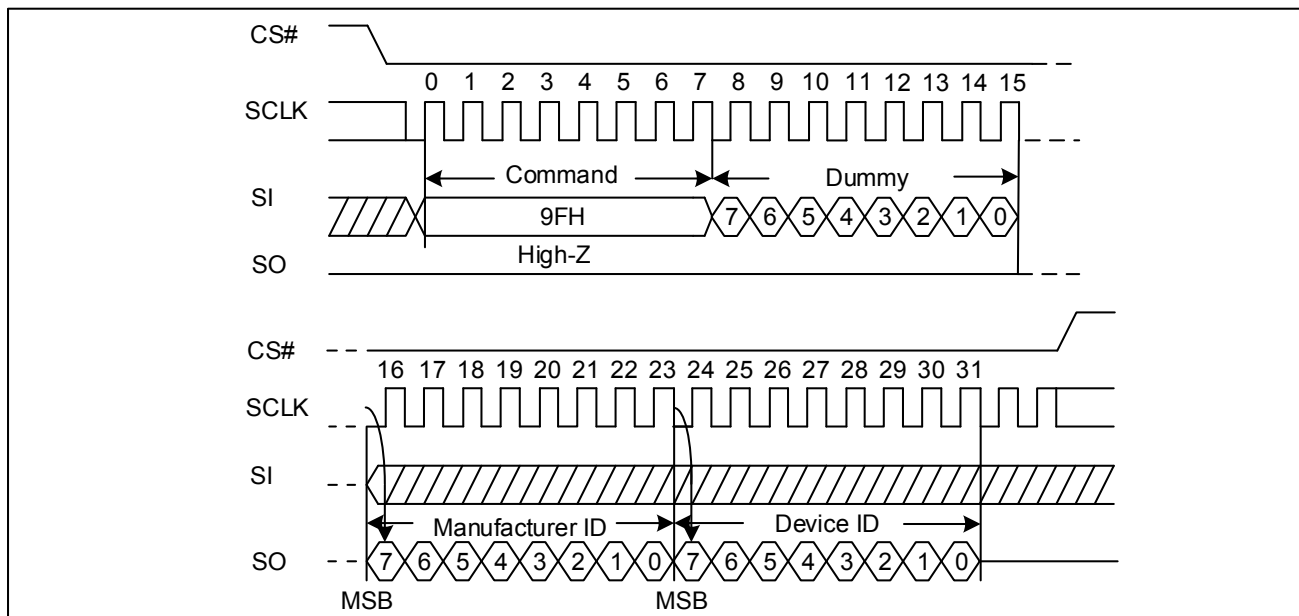 CS#
0 1 2 3 4 5 6 7 8 9 10 11 12 13 14 15
SCLK
Command Dummy
SI
9FH 7 6 5 4 3 2 1 0
High-Z
SO
CS#
16 17 18 19 20 21 22 23 24 25 26 27 28 29 30 31
SCLK
SI
Manufacturer ID Device ID
SO 7 6 5 4 3 2 1 0 7 6 5 4 3 2 1 0
MSB MSB